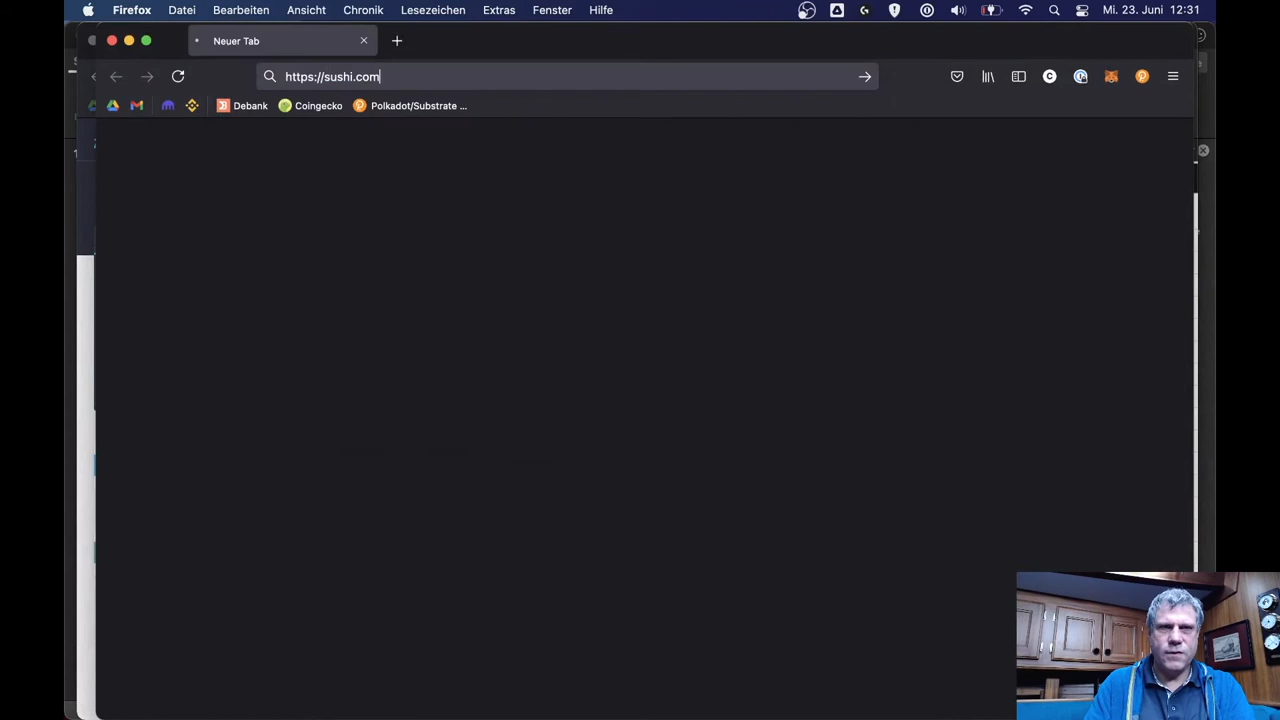 Firefox Datei Bearbeiten Ansicht Chronik Lesezeichen Extras Fenster Hilfe Mi. 23. Juni 12:31
Neuer Tab
https://sushi.com
Debank Coingecko Polkadot/Substrate ...